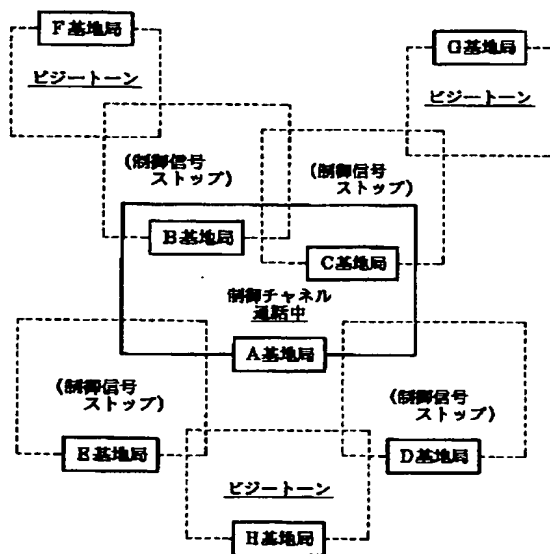 F基地局
ビジートーン
G基地局
ビジートーン
(制御信号
ストップ)
(制御信号
ストップ)
B基地局
C基地局
制御チャネル
通話中
A基地局
(制御信号
ストップ)
(制御信号
ストップ)
E基地局
D基地局
ビジートーン
H基地局